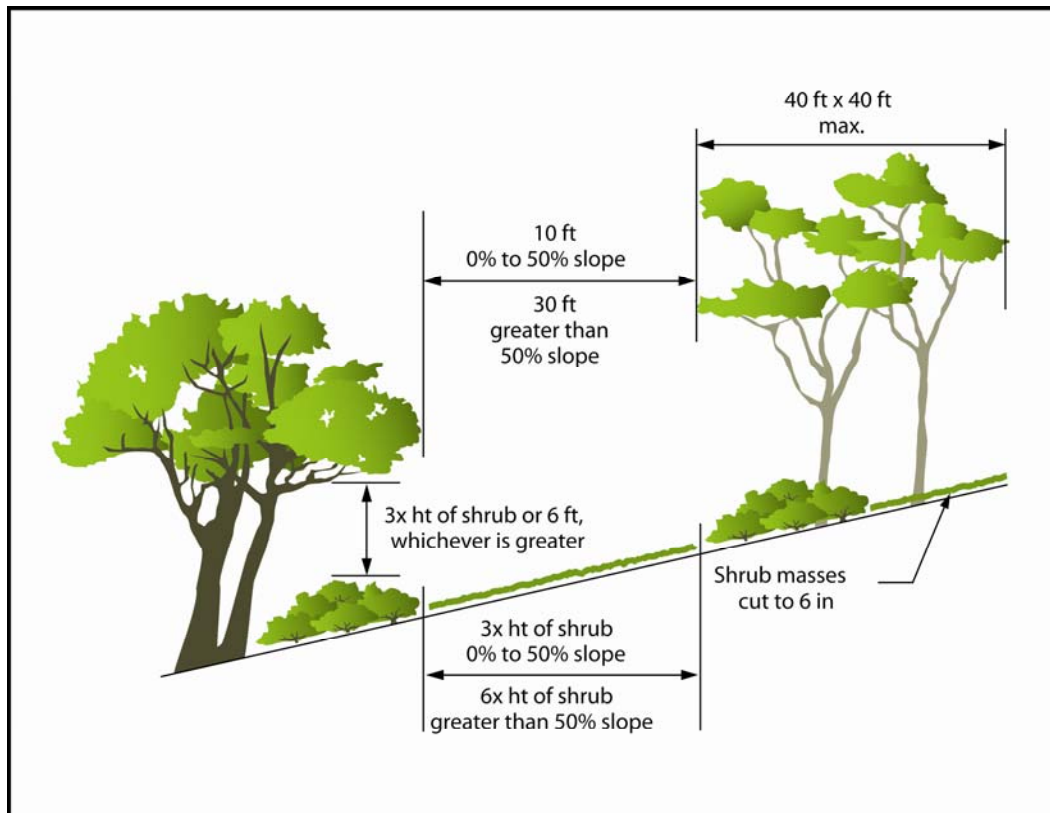 40 ft x 40 ft
max.
10 ft
0% to 50% slope
30 ft
greater than
50% slope
3x ht of shrub or 6 ft,
whichever is greater
Shrub masses
cut to 6 in
3x ht of shrub
0% to 50% slope
6x ht of shrub
greater than 50% slope